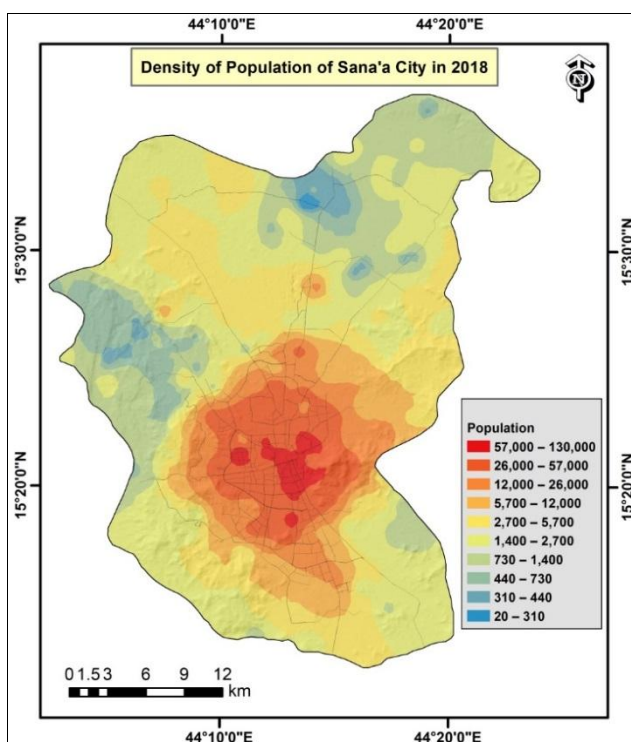 44°10'0"E
44°20'0"E
Density of Population of Sana'a City in 2018
N
15°30'0"N
15°30'0"N
Population
57,000 – 130,000
26,000 – 57,000
12,000 – 26,000
5,700 – 12,000
2,700 – 5,700
1,400 – 2,700
730 – 1,400
440 – 730
310 – 440
20 – 310
15°20'0"N
15°20'0"N
0 1.5 3 6 9 12
km
44°10'0"E
44°20'0"E